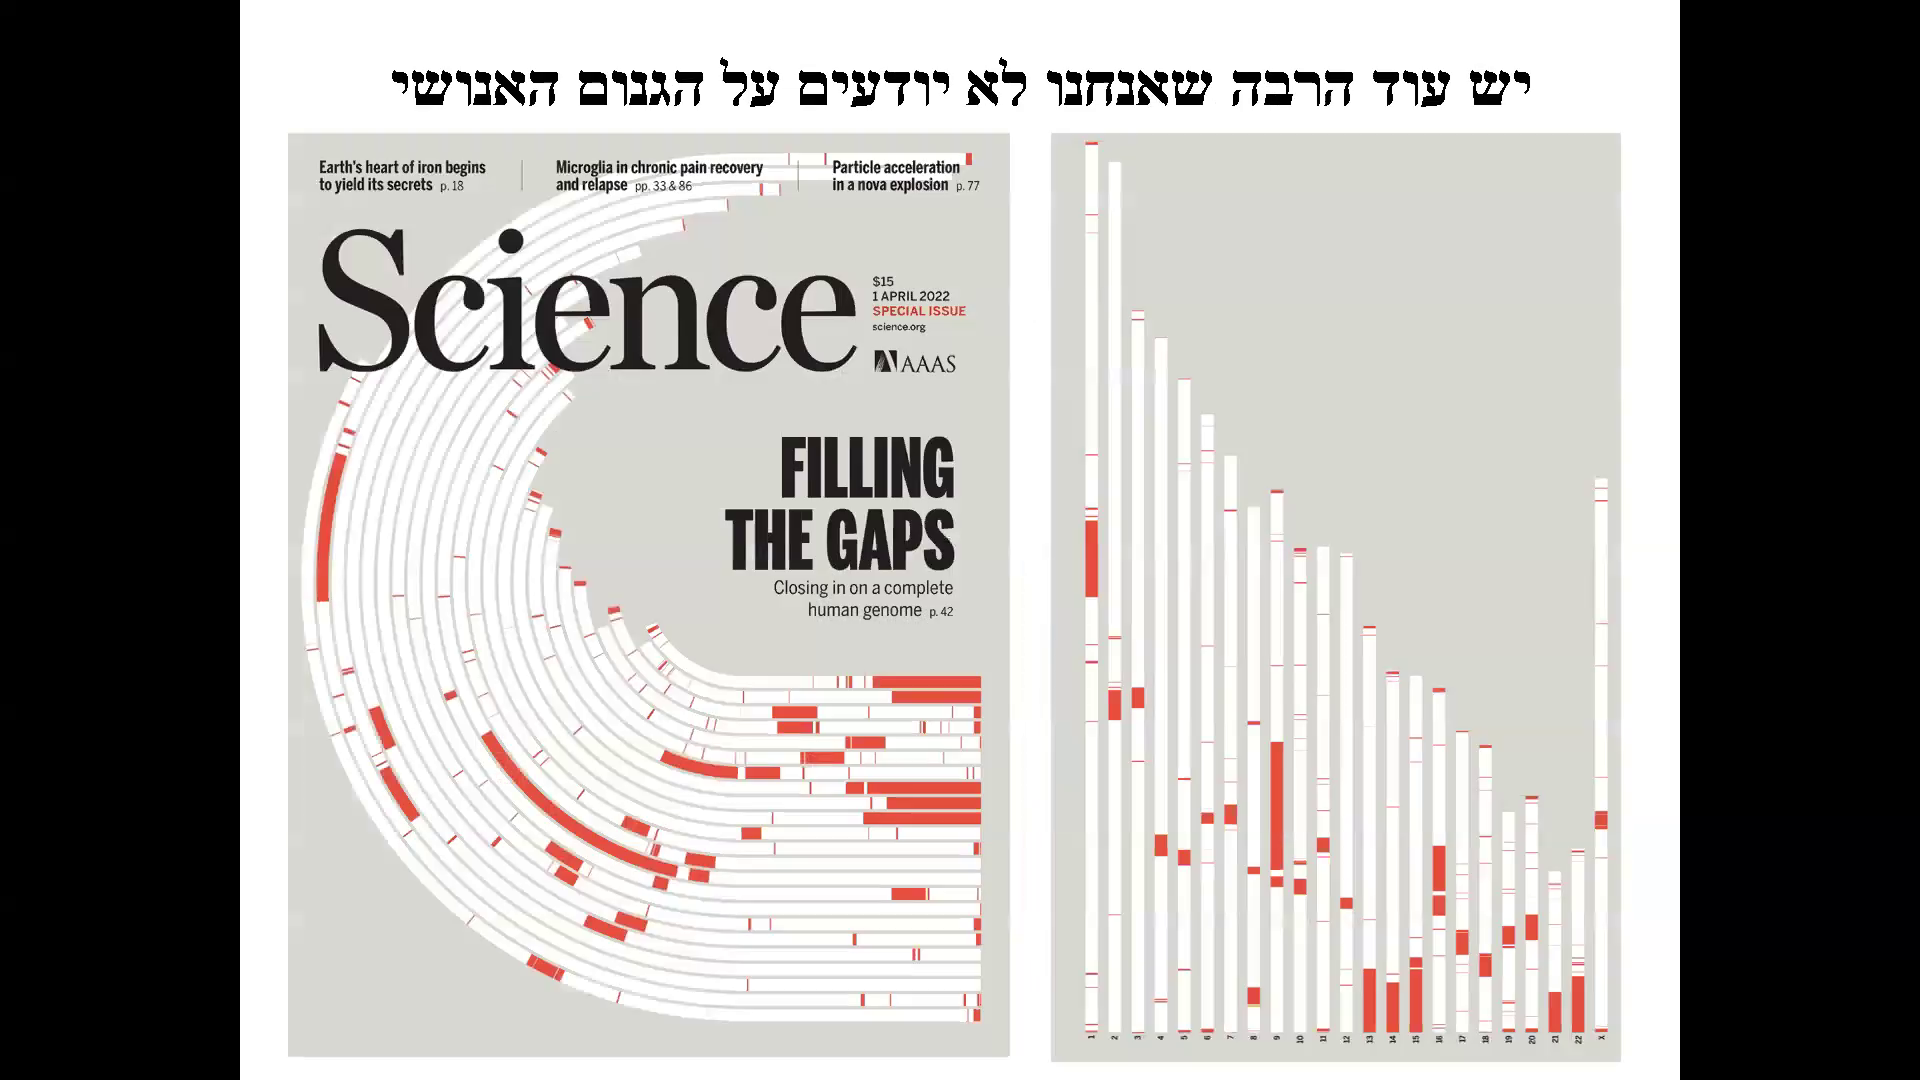 יש עוד הרבה שאנחנו לא יודעים על הגנום האנושי
Earth's heart of iron begins
to yield its secrets p. 18
Microglia in chronic pain recovery
and relapse pp. 33 & 86
Particle acceleration
in a nova explosion p. 77
Science
$15
1 APRIL 2022
SPECIAL ISSUE
science.org
AAAS
FILLING
THE GAPS
Closing in on a complete
human genome p. 42
1 2 3 4 5 6 7 8 9 10 11 12 13 14 15 16 17 18 19 20 21 22 X